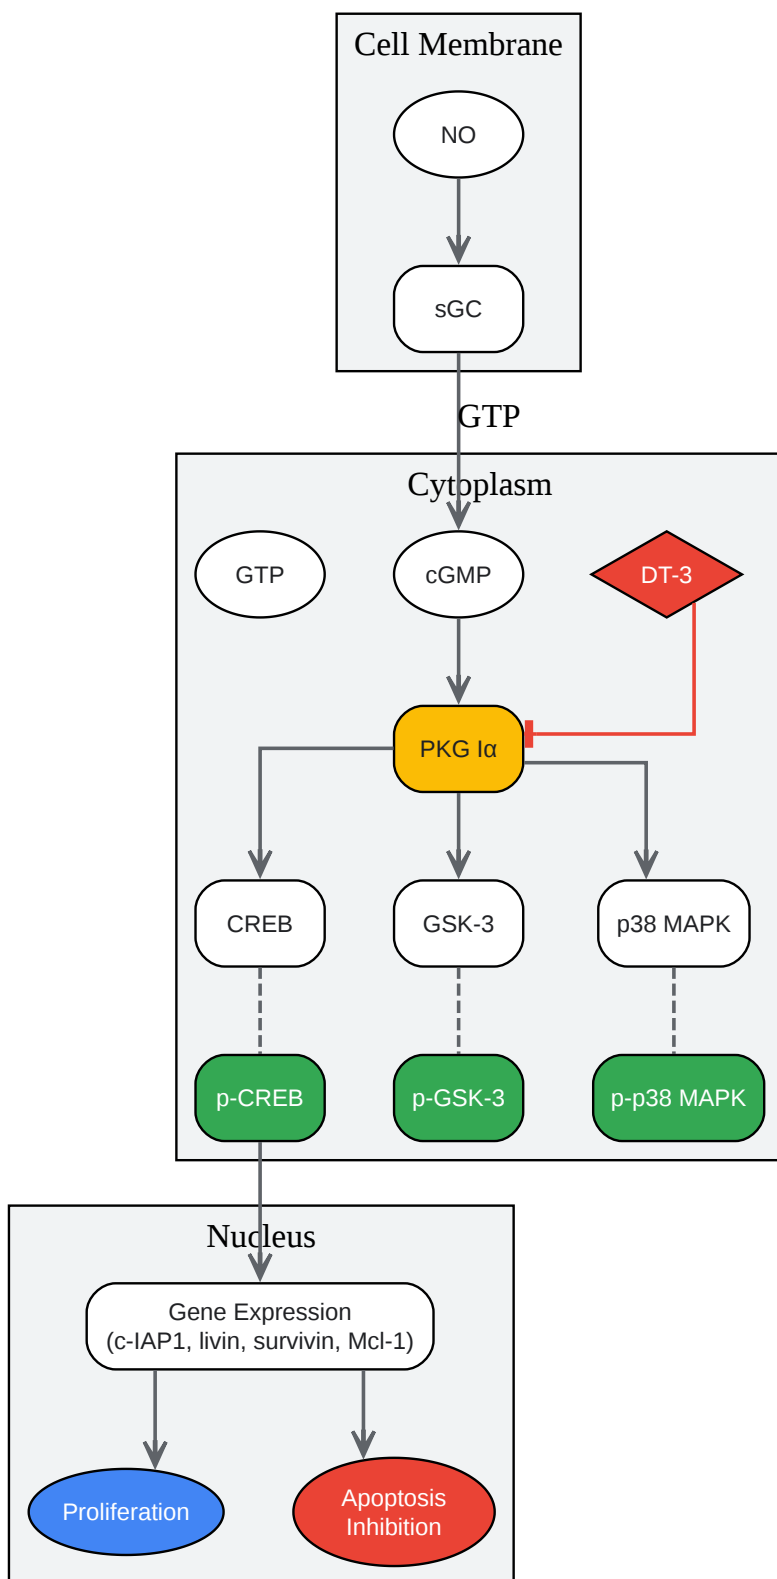 Cell Membrane
NO
sGC
GTP
Cytoplasm
GTP
cGMP
DT-3
PKG Iα
CREB
GSK-3
p38 MAPK
p-CREB
p-GSK-3
p-p38 MAPK
Nucleus
Gene Expression
(c-IAP1, livin, survivin, Mcl-1)
Proliferation
Apoptosis
Inhibition